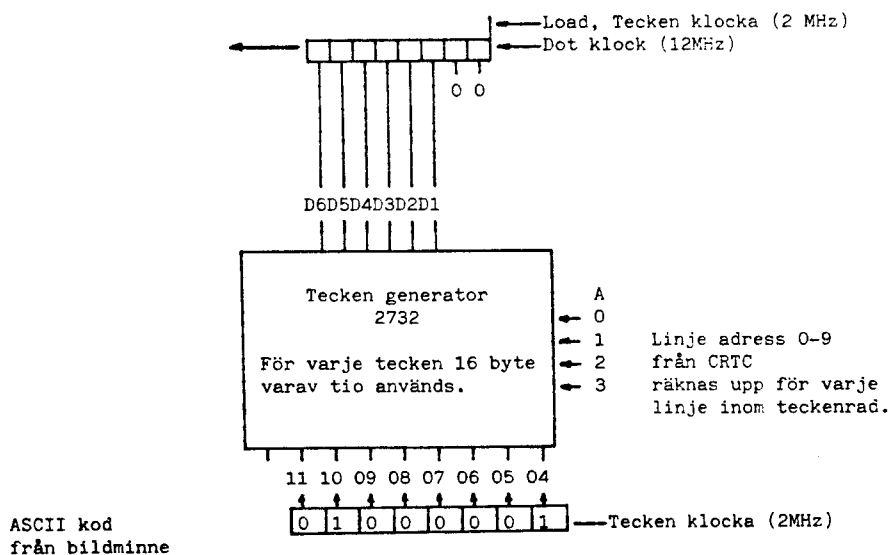 Load, Tecken klocka (2 MHz)
Dot klock (12MHz)
0 0
D6D5D4D3D2D1
Tecken generator
2732
För varje tecken 16 byte
varav tio används.
A
0
1 Linje adress 0-9
2 från CRTC
3 räknas upp för varje
linje inom teckenrad.
11 10 09 08 07 06 05 04
0 1 0 0 0 0 0 1
Tecken klocka (2MHz)
ASCII kod
från bildminne